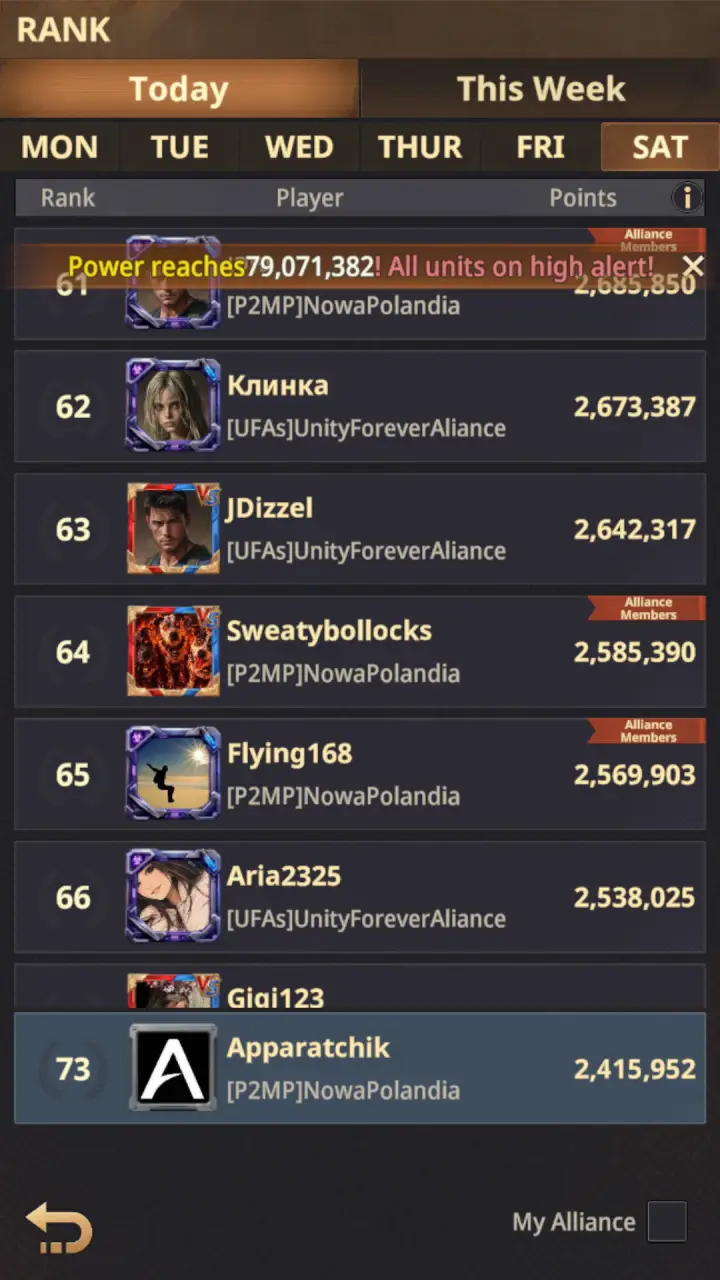 RANK
Today This Week
MON TUE WED THUR FRI SAT
Rank Player Points
Alliance
Members
Power reaches79,071,382! All units on high alert!
61 2,685,850
[P2MP]NowaPolandia
Клинка
62 2,673,387
[UFAs]UnityForeverAliance
JDizzel
63 2,642,317
[UFAs]UnityForeverAliance
Alliance
Members
Sweatybollocks
64 2,585,390
[P2MP]NowaPolandia
Alliance
Members
Flying168
65 2,569,903
[P2MP]NowaPolandia
Aria2325
66 2,538,025
[UFAs]UnityForeverAliance
Gigi123
Apparatchik
73 2,415,952
[P2MP]NowaPolandia
My Alliance